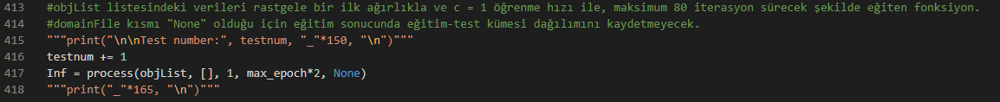 413 #objList listesindeki verileri rastgele bir ilk ağırlıkla ve c = 1 öğrenme hızı ile, maksimum 80 iterasyon sürecek şekilde eğiten fonksiyon.
414 #domainFile kısmı "None" olduğu için eğitim sonucunda eğitim-test kümesi dağılımını kaydetmeyecek.
415 """print("\n\nTest number:", testnum, "_"*150, "\n")"""
416 testnum += 1
417 Inf = process(objList, [], 1, max_epoch*2, None)
418 """print("_"*165, "\n")"""